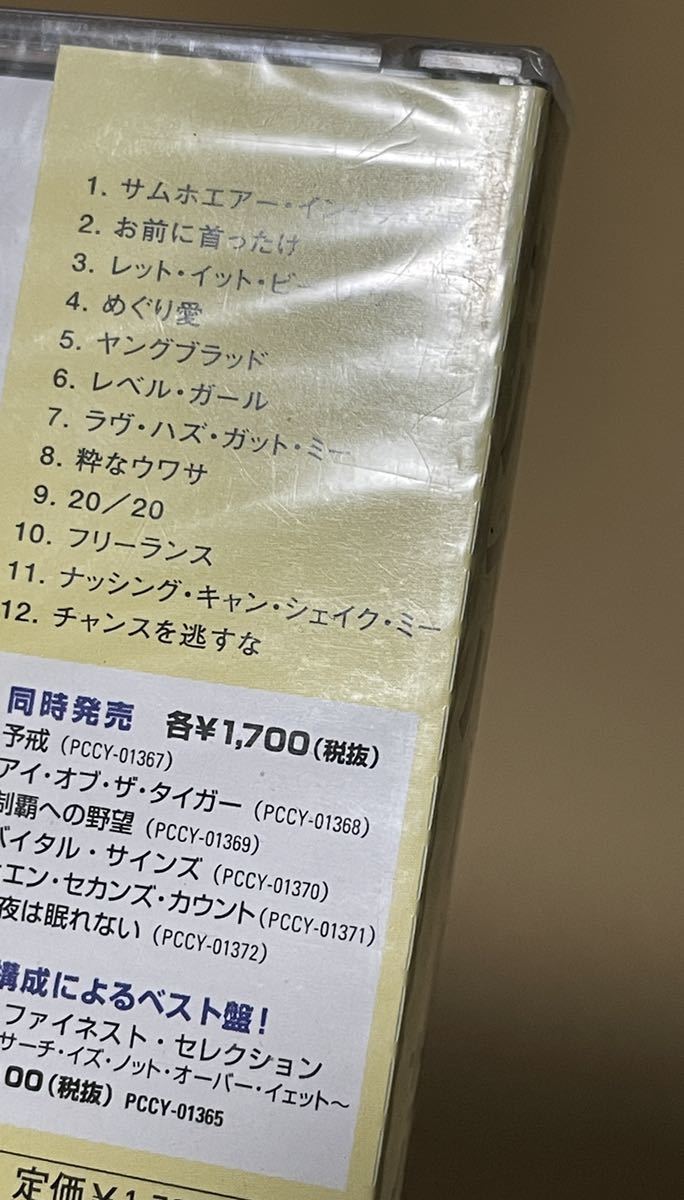 1. サムホエアー・イン・
2. お前に首ったけ
3. レット・イット・ビー
4. めぐり愛
5. ヤングブラッド
6. レベル・ガール
7. ラヴ・ハズ・ガット・ミー
8. 粋なウワサ
9. 20／20
10. フリーランス
11. ナッシング・キャン・シェイク・ミー
12. チャンスを逃すな
同時発売 各¥1,700(税抜)
予戒 (PCCY-01367)
アイ・オブ・ザ・タイガー (PCCY-01368)
制覇への野望 (PCCY-01369)
バイタル・サインズ (PCCY-01370)
エン・セカンズ・カウント(PCCY-01371)
夜は眠れない (PCCY-01372)
構成によるベスト盤!
ファイネスト・セレクション
サーチ・イズ・ノット・オーバー・イェット〜
00(税抜) PCCY-01365
定価¥1,